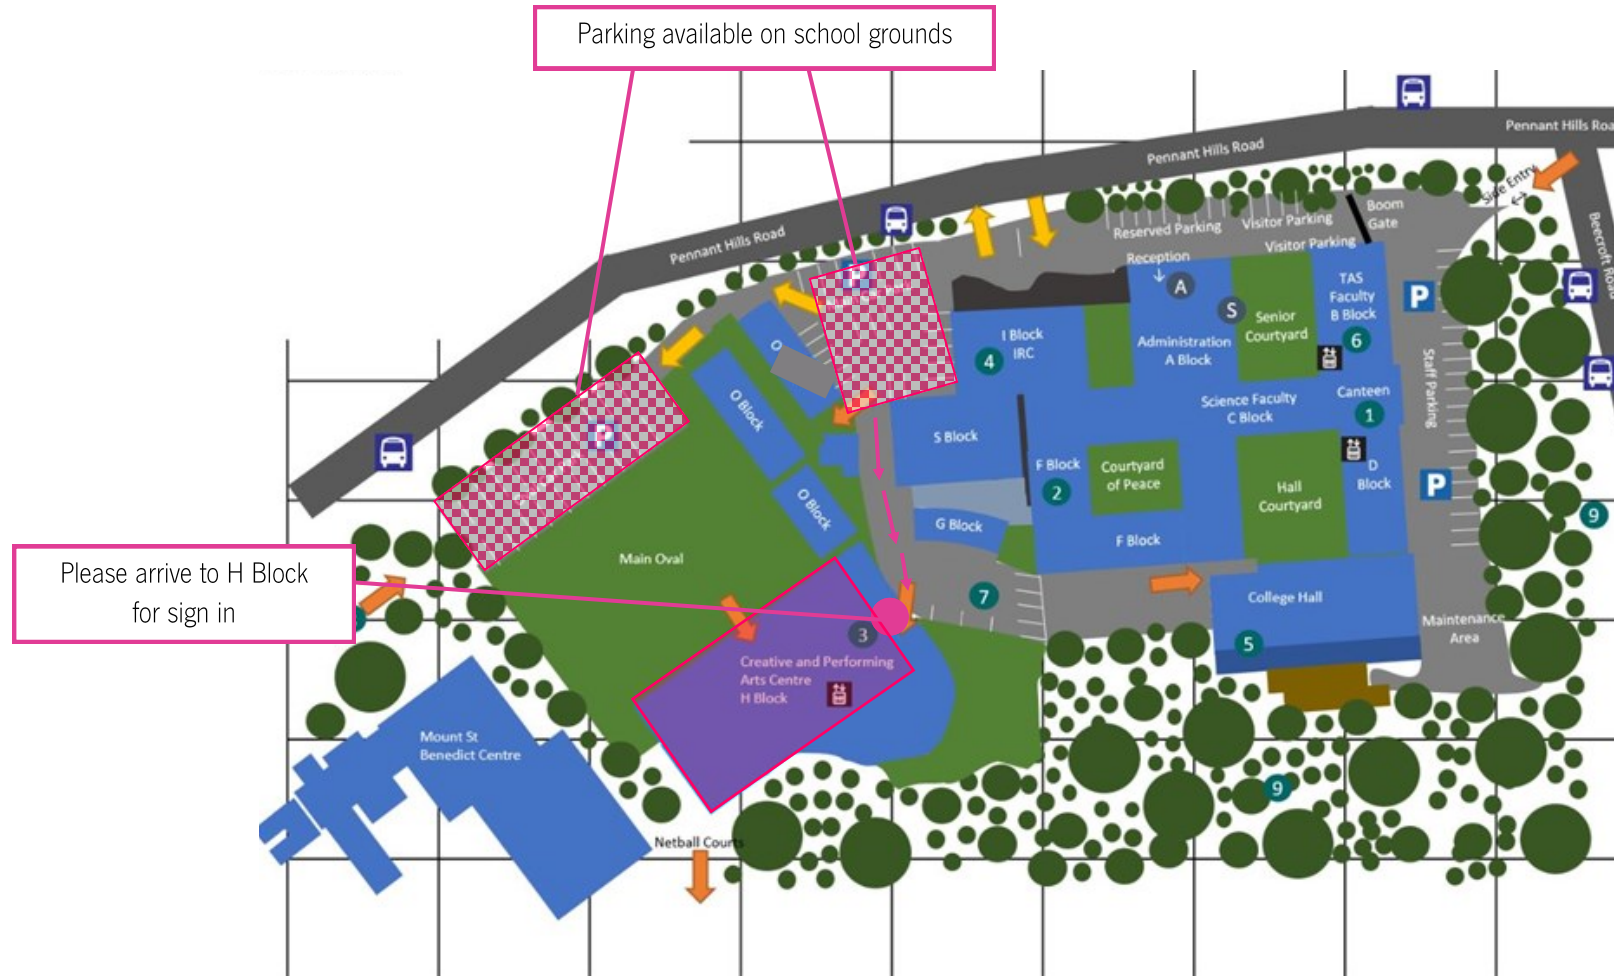 Parking available on school grounds
Pennant Hills Road
Pennant Hills Road
Pennant Hills Road
Side Entry
Boom
Gate
Reserved Parking
Visitor Parking
Visitor Parking
Reception
Beecroft Road
A
S
P
TAS
Faculty
B Block
6
Senior
Courtyard
Administration
A Block
I Block
IRC
4
P
O
O Block
P
Staff Parking
Canteen
1
Science Faculty
C Block
S Block
F Block
2
Courtyard
of Peace
D
Block
P
Hall
Courtyard
9
O Block
G Block
F Block
Main Oval
Please arrive to H Block
for sign in
7
College Hall
5
Maintenance
Area
3
Creative and Performing
Arts Centre
H Block
Mount St
Benedict Centre
9
Netball Courts